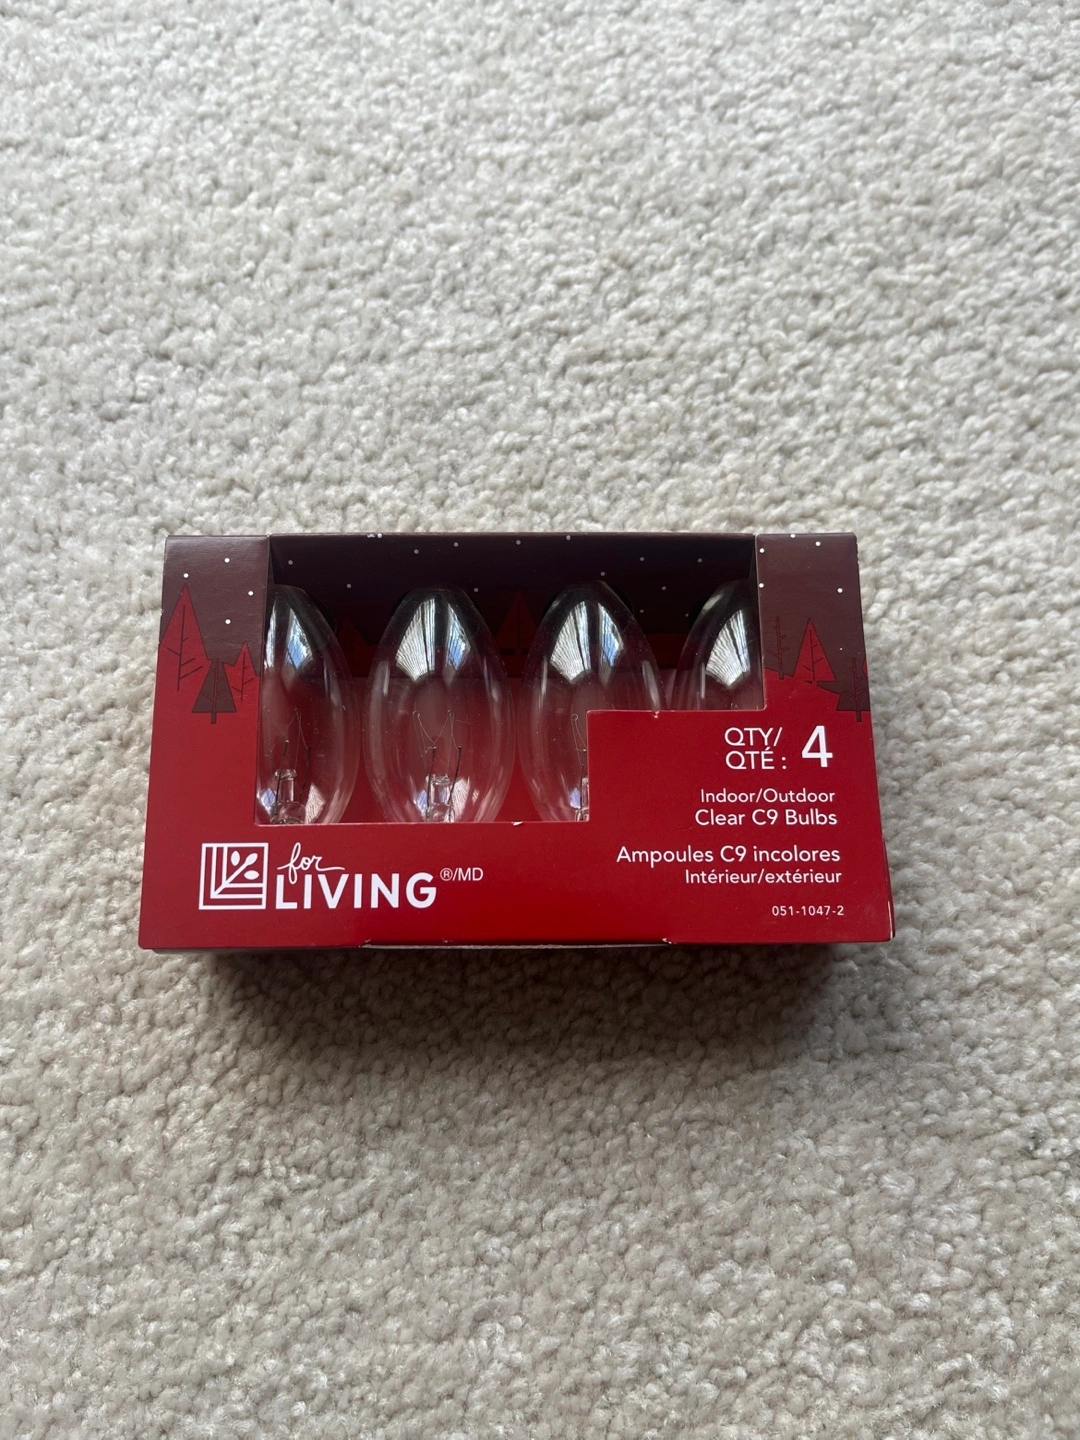 QTY/
QTÉ : 4
Indoor/Outdoor
Clear C9 Bulbs
Ampoules C9 incolores
Intérieur/extérieur
051-1047-2
for
LIVING ®/MD